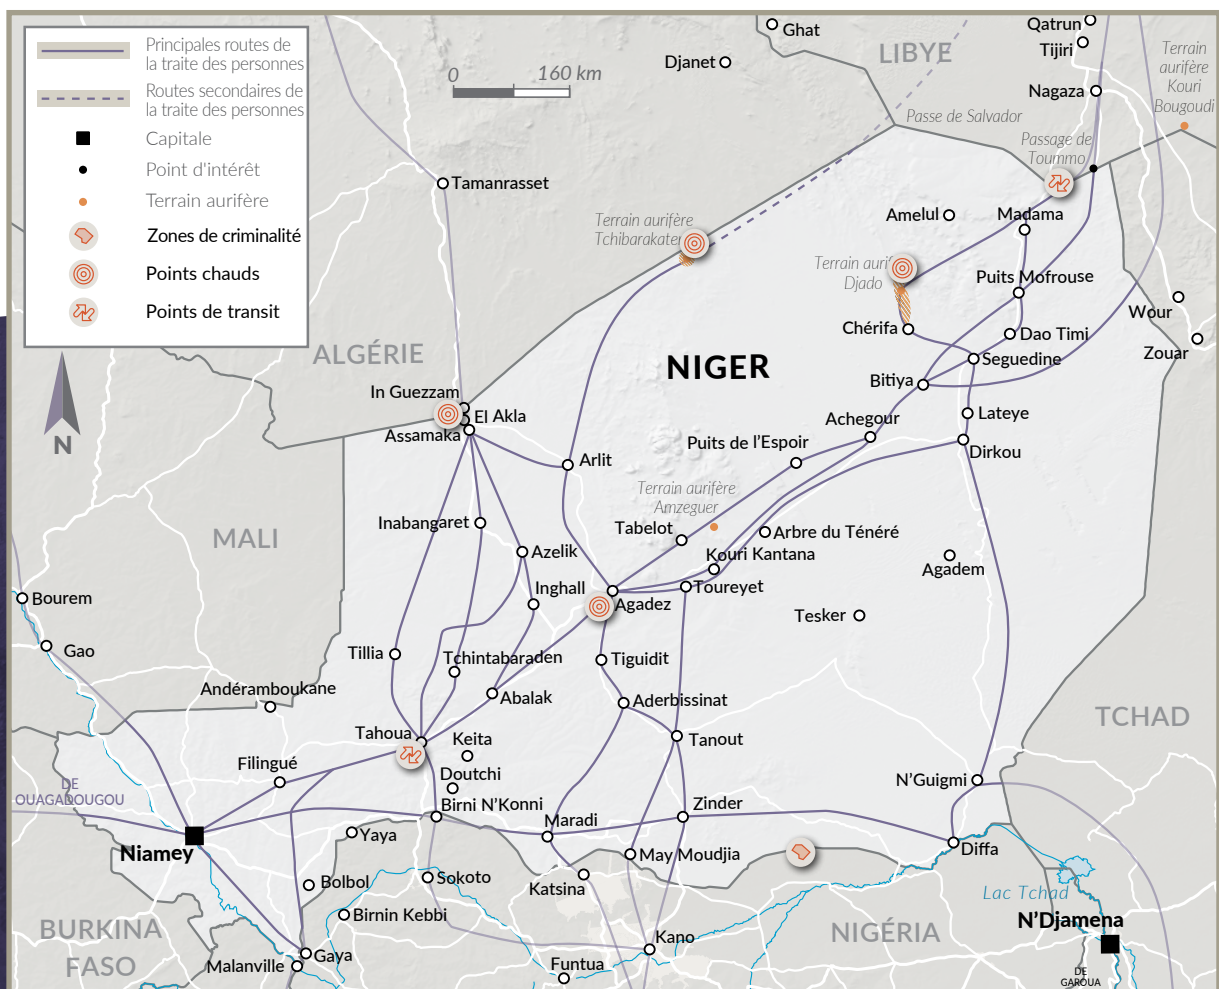 Principales routes de
la traite des personnes
Routes secondaires de
la traite des personnes
Capitale
Point d'intérêt
Terrain aurifère
Zones de criminalité
Points chauds
Points de transit
N
0
160 km
Ghat
Djanet
LIBYE
Qatrun
Tijiri
Nagaza
Terrain
aurifère
Kouri
Bougoudi
Passe de Salvador
Passage de
Toummo
Tamanrasset
Terrain aurifère
Tchibarakaten
Amelul
Madama
Terrain aurif
Djado
Puits Mofrouse
Wour
Chérifa
Dao Timi
Zouar
ALGÉRIE
NIGER
Seguedine
Bitiya
In Guezzam
El Akla
Assamaka
Achegour
Lateye
Puits de l’Espoir
Dirkou
Arlit
Terrain aurifère
Amzeguer
MALI
Inabangaret
Tabelot
Arbre du Ténéré
Azelik
Kouri Kantana
Agadem
Inghall
Toureyet
Agadez
Bourem
Tesker
Gao
Tillia
Tchintabaraden
Tiguidit
Andéramboukane
Abalak
Aderbissinat
TCHAD
Tahoua
Keita
Tanout
Filingué
Doutchi
N’Guigmi
DE
OUAGADOUGOU
Birni N’Konni
Zinder
Maradi
Niamey
Yaya
May Moudjia
Diffa
Bolbol
Sokoto
Katsina
Lac Tchad
Birnin Kebbi
N’Djamena
BURKINA
FASO
NIGÉRIA
Kano
Gaya
Malanville
Funtua
DE
GAROUA